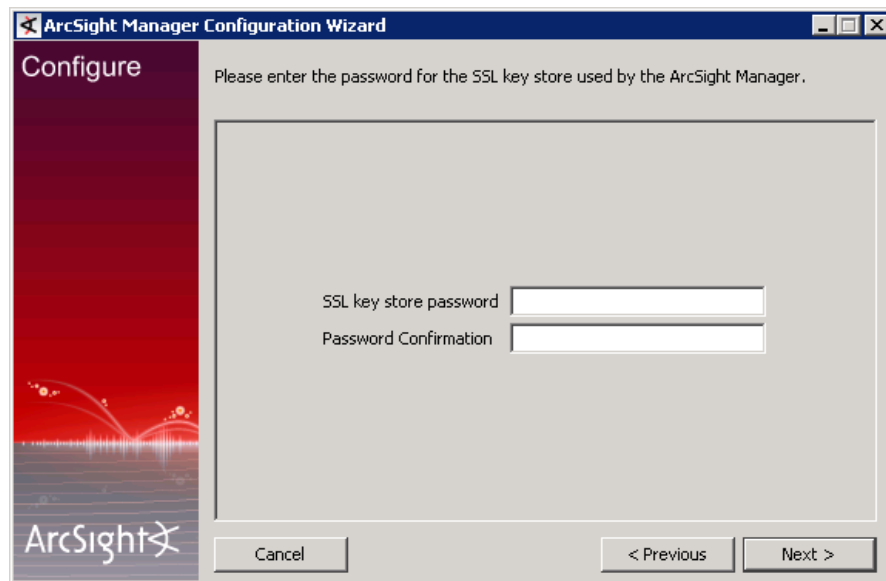 ArcSight Manager Configuration Wizard
Configure
Please enter the password for the SSL key store used by the ArcSight Manager.
SSL key store password
Password Confirmation
ArcSight
Cancel
< Previous
Next >